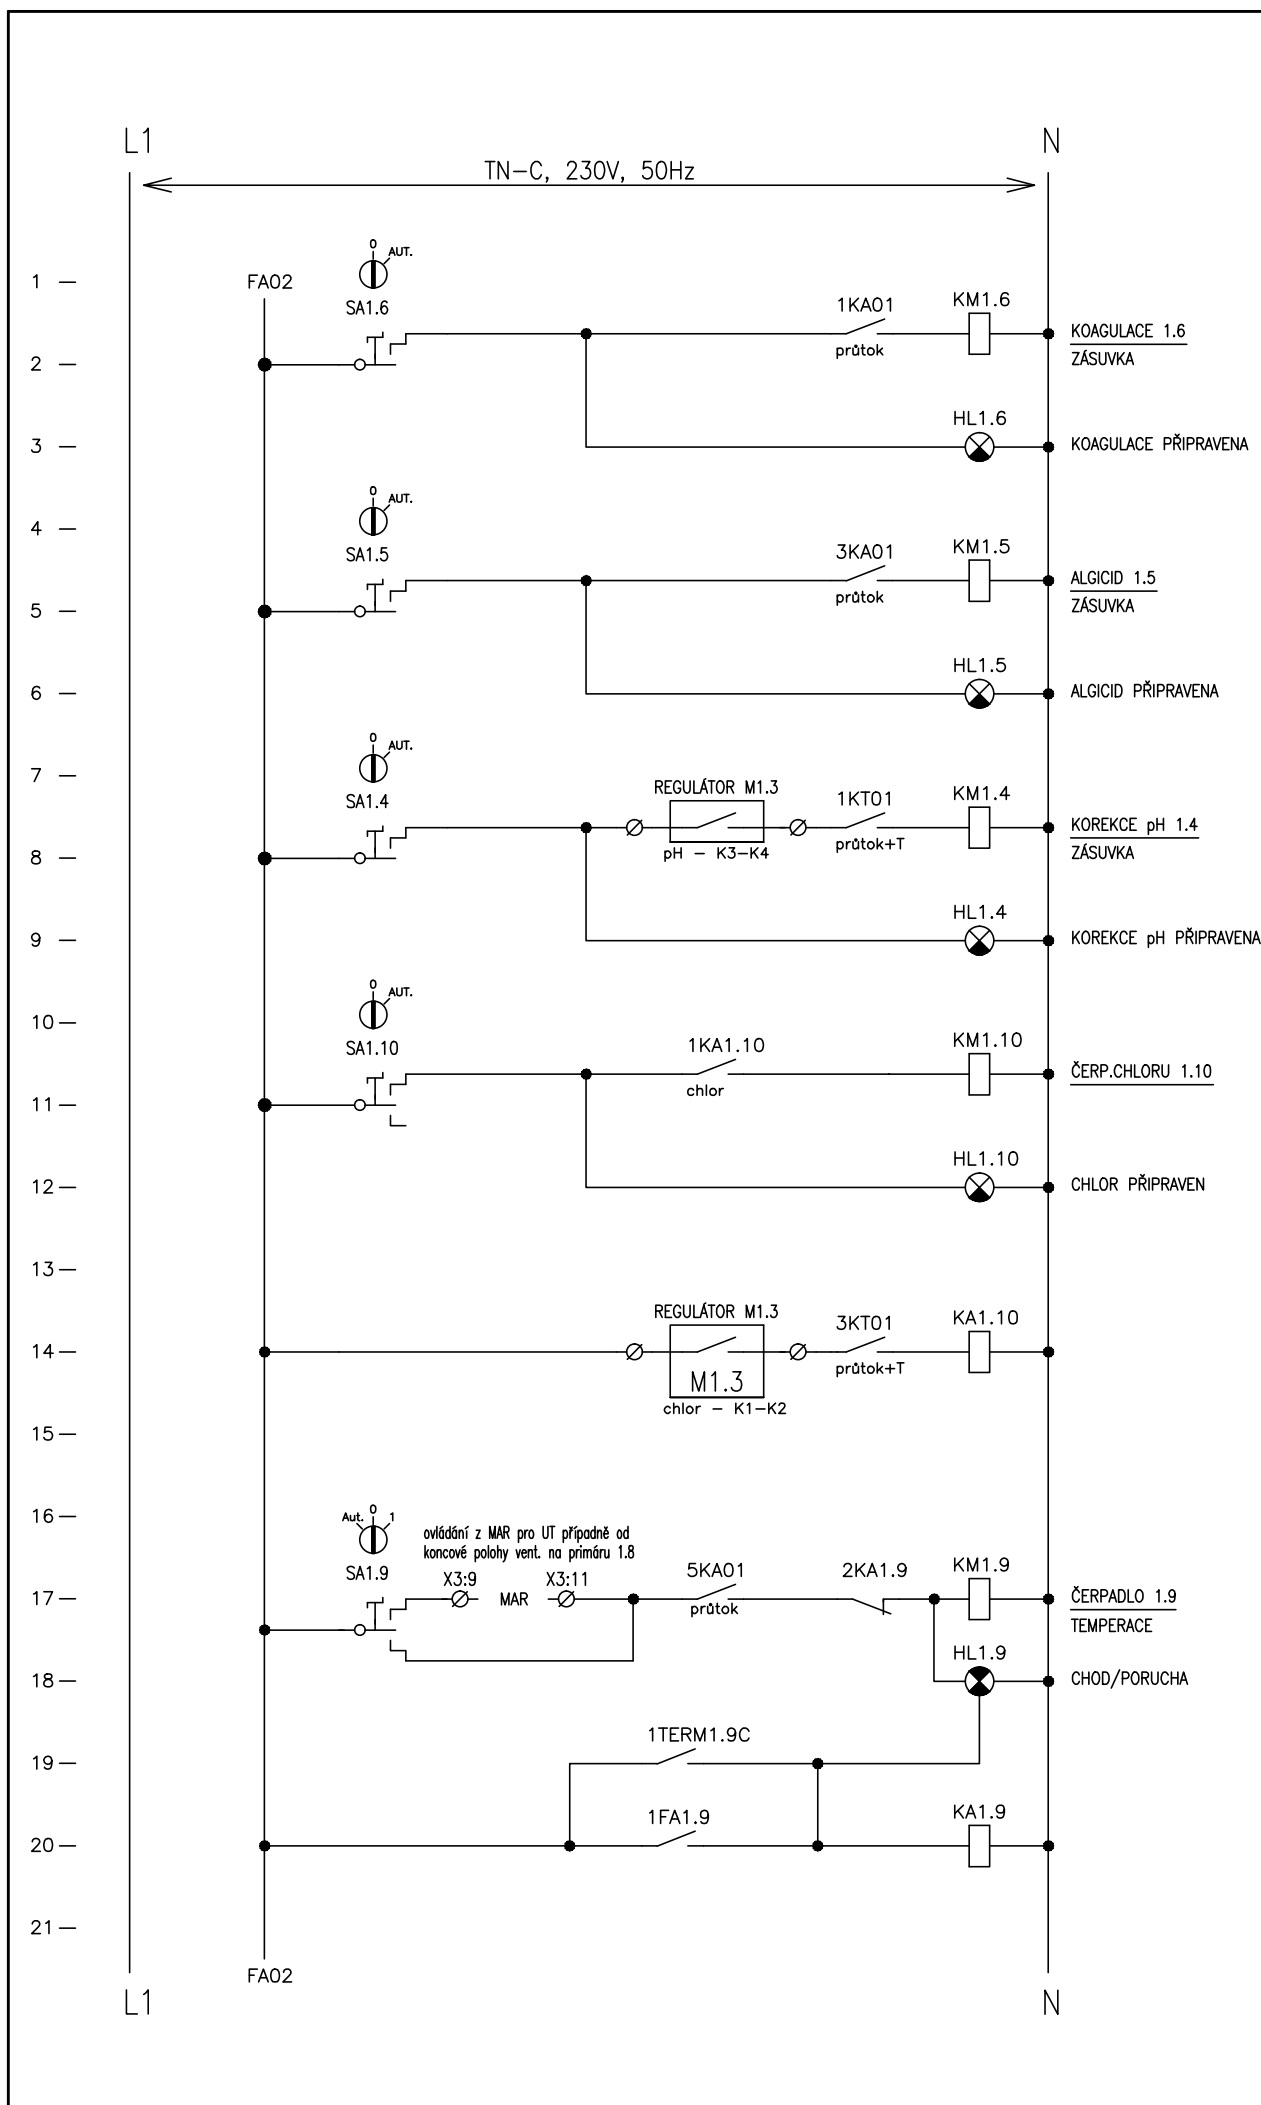 L1
N
TN-C, 230V, 50Hz
0
AUT.
1
FA02
SA1.6
1KA01
KM1.6
KOAGULACE 1.6
průtok
ZÁSUVKA
2
HL1.6
3
KOAGULACE PŘIPRAVENA
0
AUT.
4
SA1.5
3KA01
KM1.5
ALGICID 1.5
průtok
ZÁSUVKA
5
HL1.5
6
ALGICID PŘIPRAVENA
0
AUT.
7
REGULÁTOR M1.3
SA1.4
1KT01
KM1.4
KOREKCE pH 1.4
průtok+T
pH - K3-K4
ZÁSUVKA
8
HL1.4
9
KOREKCE pH PŘIPRAVENA
0
AUT.
10
SA1.10
1KA1.10
KM1.10
ČERP.CHLORU 1.10
chlor
11
HL1.10
12
CHLOR PŘIPRAVEN
13
REGULÁTOR M1.3
3KT01
KA1.10
14
průtok+T
M1.3
chlor - K1-K2
15
16
Aut.
0
1
ovládání z MAR pro UT případně od
koncové polohy vent. na primáru 1.8
SA1.9
X3:9
X3:11
5KA01
2KA1.9
KM1.9
17
MAR
průtok
ČERPADLO 1.9
TEMPERACE
HL1.9
18
CHOD/PORUCHA
1TERM1.9C
19
1FA1.9
KA1.9
20
21
FA02
L1
N